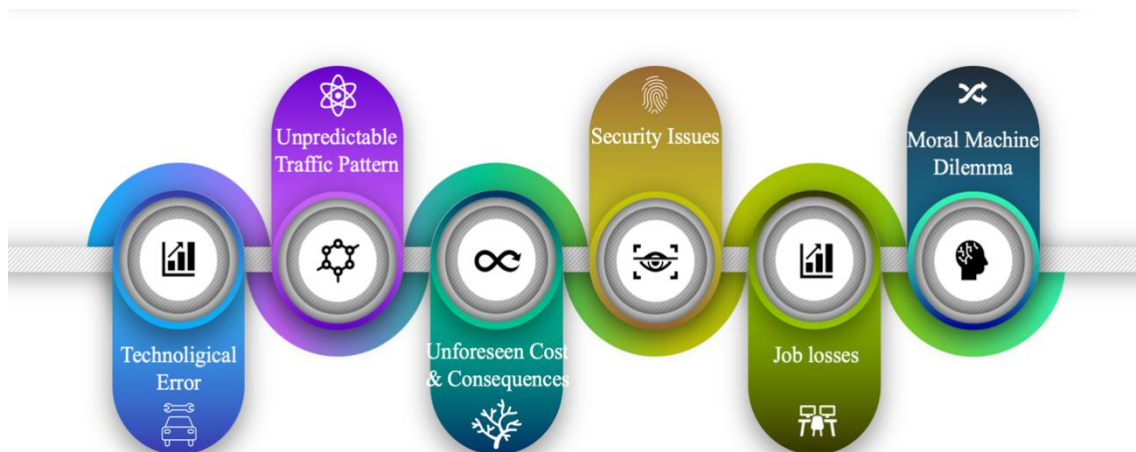 Technoligical
Error
Unpredictable
Traffic Pattern
Unforeseen Cost
& Consequences
Security Issues
Job losses
Moral Machine
Dilemma